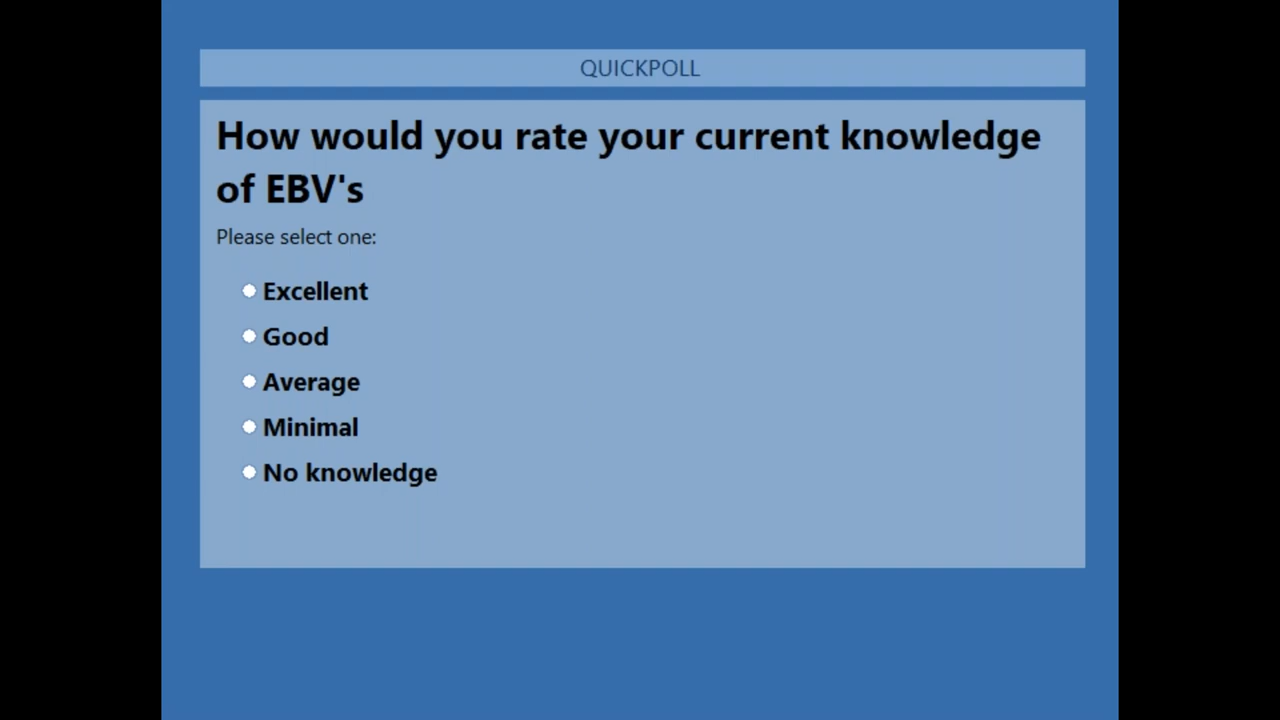 QUICKPOLL
How would you rate your current knowledge
of EBV's
Please select one:
Excellent
Good
Average
Minimal
No knowledge